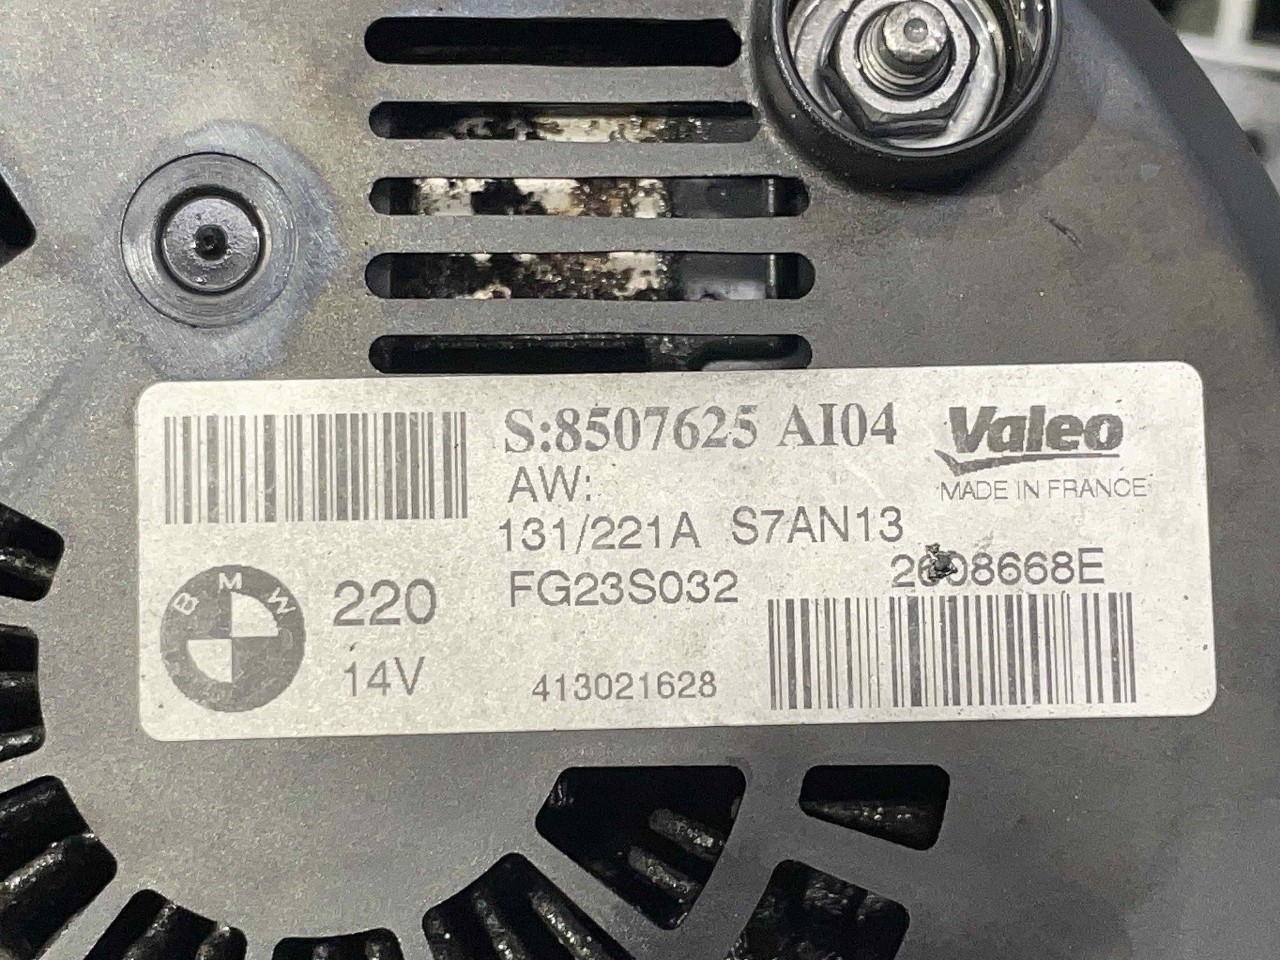 S:8507625 AI04
Valeo
AW:
MADE IN FRANCE
131/221A S7AN13
BMW
220
FG23S032
14V
413021628